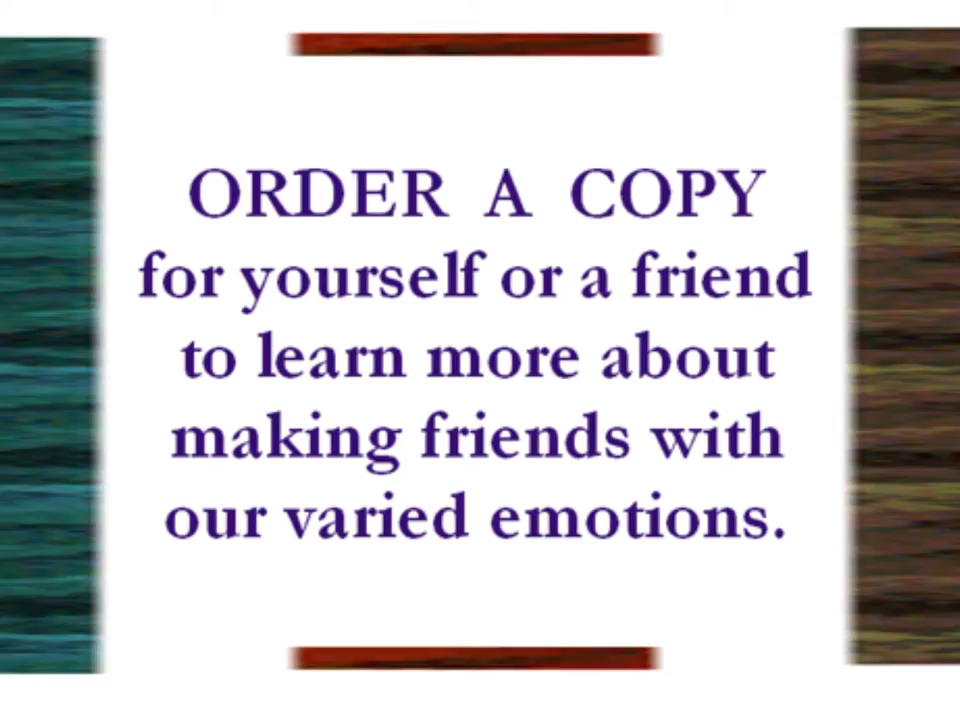 ORDER A COPY
for yourself or a friend
to learn more about
making friends with
our varied emotions.